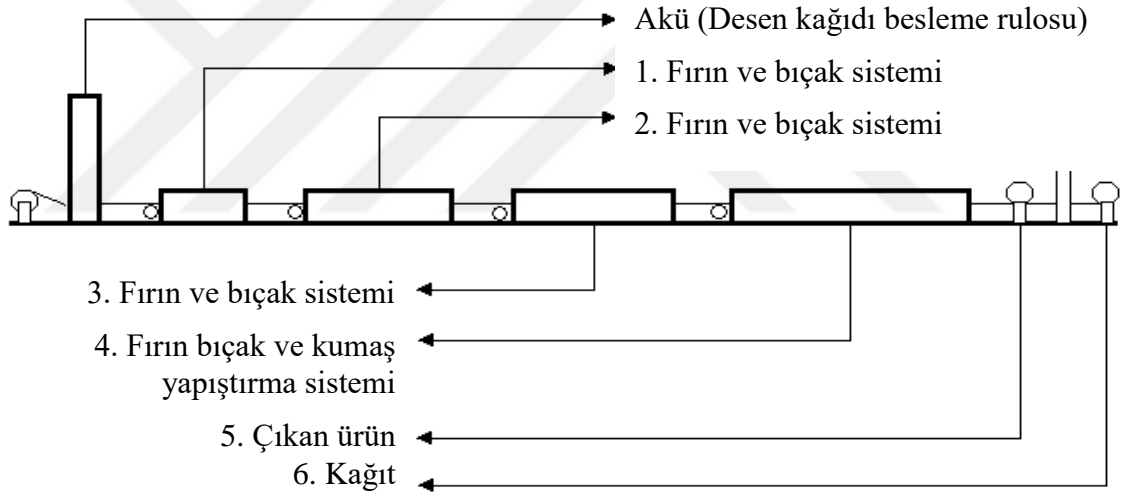 Akü (Desen kağıdı besleme rulosu)
1. Fırın ve bıçak sistemi
2. Fırın ve bıçak sistemi
3. Fırın ve bıçak sistemi
4. Fırın bıçak ve kumaş
yapıştırma sistemi
5. Çıkan ürün
6. Kağıt